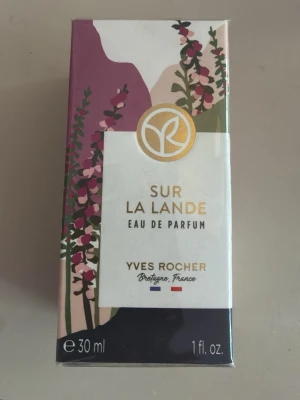 SUR
LA LANDE
EAU DE PARFUM
YVES ROCHER
Bretagne, France
℮ 30 ml
1 fl. oz.